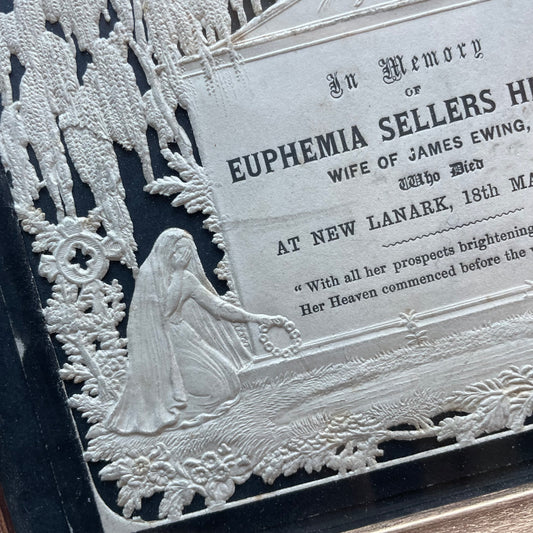 In Memory
OF
EUPHEMIA SELLERS
WIFE OF JAMES EWING,
Who Died
AT NEW LANARK, 18th
"With all her prospects brightening
Her Heaven commenced before the